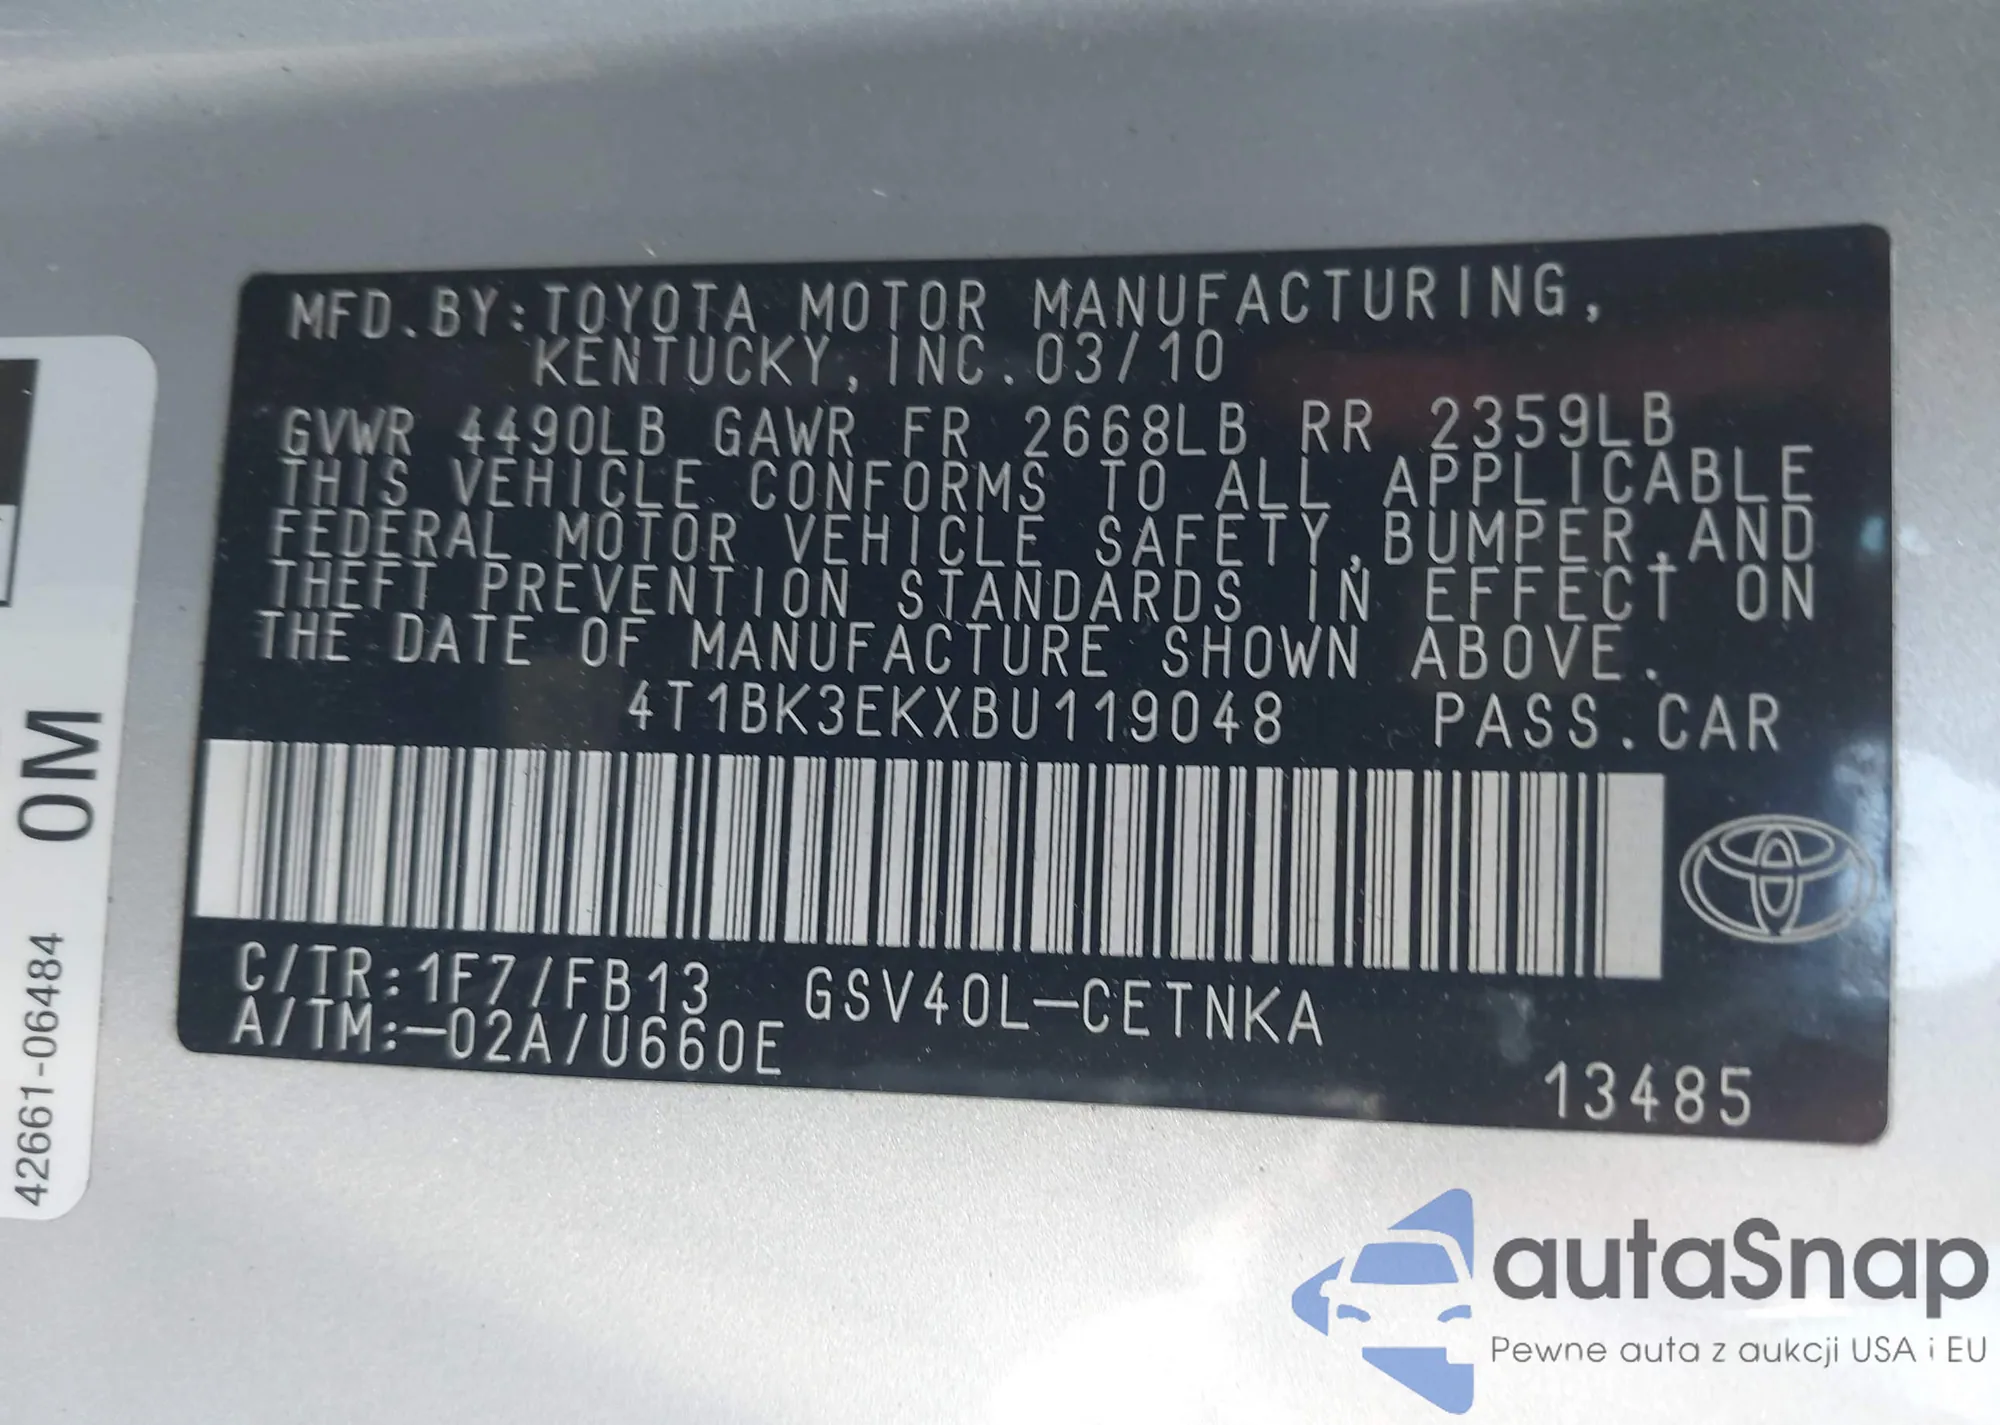 MFD.BY:TOYOTA MOTOR MANUFACTURING,
KENTUCKY, INC.03/10
GVWR 4490LB GAWR FR 2668LB RR 2359LB
THIS VEHICLE CONFORMS TO ALL APPLICABLE
FEDERAL MOTOR VEHICLE SAFETY,BUMPER,AND
THEFT PREVENTION STANDARDS IN EFFECT ON
THE DATE OF MANUFACTURE SHOWN ABOVE.
4T1BK3EKXBU119048 PASS.CAR
C/TR:1F7/FB13 GSV40L-CETNKA
A/TM:-02A/U660E
13485
42661-06484 0M
autaSnap
Pewne auta z aukcji USA i EU